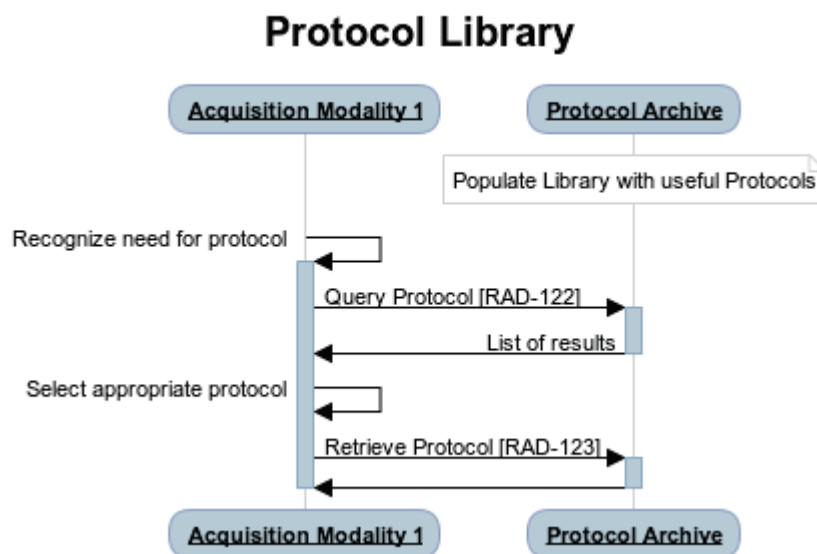 Protocol Library
Acquisition Modality 1
Protocol Archive
Populate Library with useful Protocols
Recognize need for protocol
Query Protocol [RAD-122]
List of results
Select appropriate protocol
Retrieve Protocol [RAD-123]
Acquisition Modality 1
Protocol Archive